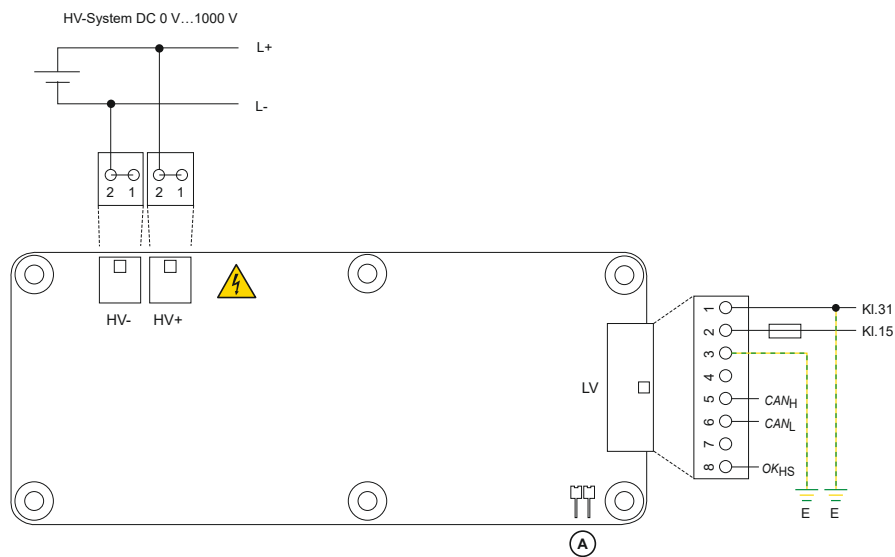 HV-System DC 0 V...1000 V
L+
L-
2 1 2 1
HV- HV+
LV
1
2
3
4
5
6
7
8
Kl.31
Kl.15
CANH
CANL
OKHS
E E
A